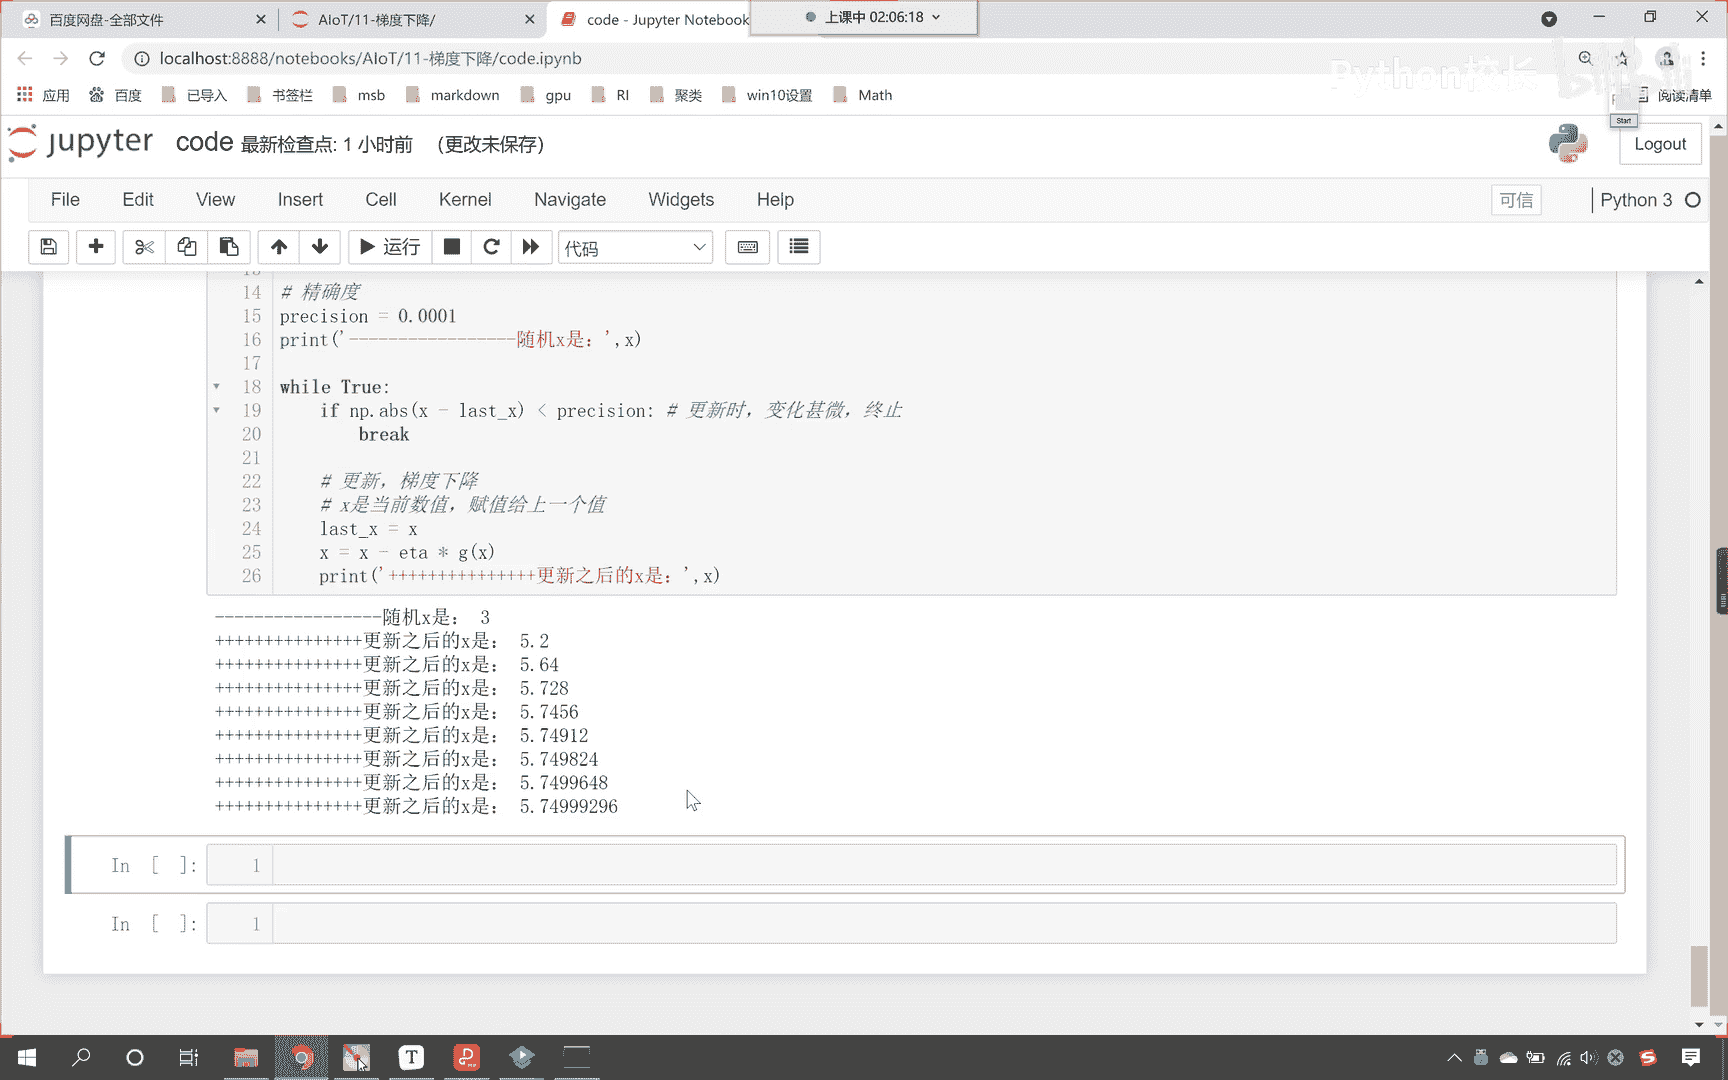 百度网盘-全部文件
AIoT/11-梯度下降/
code - Jupyter Notebook
上课中 02:06:18
localhost:8888/notebooks/AIoT/11-梯度下降/code.ipynb
Python校长
应用 百度 已导入 书签栏 msb markdown gpu RI 聚类 win10设置 Math 阅读清单
Start
jupyter code 最新检查点: 1 小时前 (更改未保存)
Logout
File Edit View Insert Cell Kernel Navigate Widgets Help 可信 Python 3
运行 代码
13
14 # 精确度
15 precision = 0.0001
16 print('-----------------随机x是：',x)
17
18 while True:
19 if np.abs(x - last_x) < precision: # 更新时，变化甚微，终止
20 break
21
22 # 更新，梯度下降
23 # x是当前数值，赋值给上一个值
24 last_x = x
25 x = x - eta * g(x)
26 print('+++++++++++++++更新之后的x是：',x)
-----------------随机x是： 3
+++++++++++++++更新之后的x是： 5.2
+++++++++++++++更新之后的x是： 5.64
+++++++++++++++更新之后的x是： 5.728
+++++++++++++++更新之后的x是： 5.7456
+++++++++++++++更新之后的x是： 5.74912
+++++++++++++++更新之后的x是： 5.749824
+++++++++++++++更新之后的x是： 5.7499648
+++++++++++++++更新之后的x是： 5.74999296
In [ ]: 1
In [ ]: 1